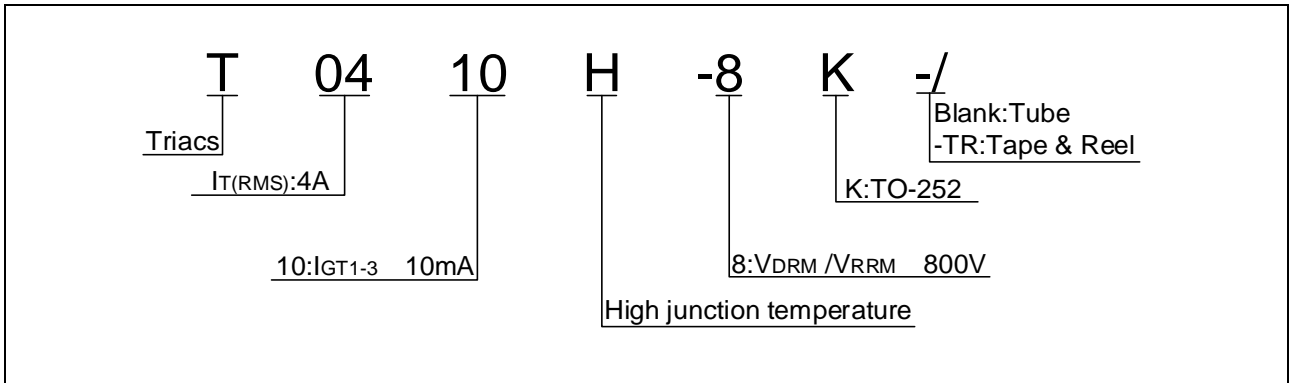 T 04 10 H -8 K -/
Blank:Tube
Triacs
-TR:Tape & Reel
IT(RMS):4A
K:TO-252
10:IGT1-3 10mA
8:VDRM /VRRM 800V
High junction temperature